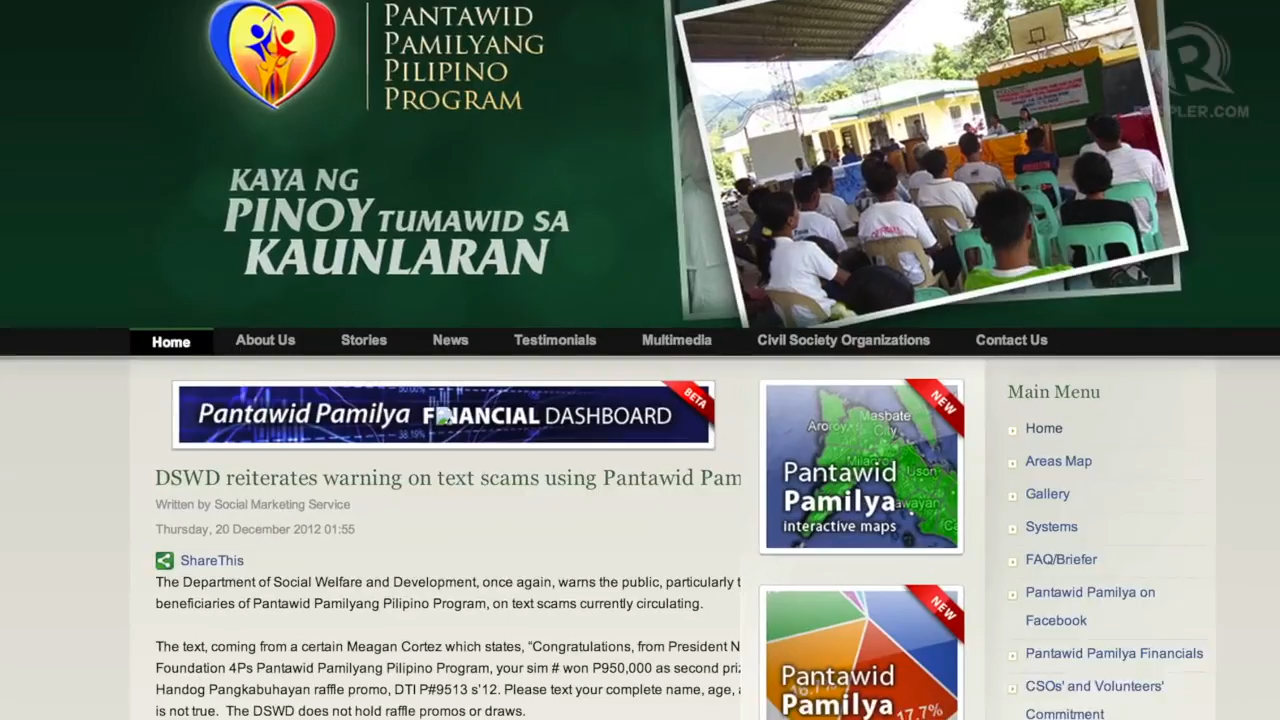 PANTAWID
PAMILYANG
PILIPINO
PROGRAM
KAYA NG
PINOY TUMAWID SA
KAUNLARAN
R
RAPPLER.COM
Home
About Us
Stories
News
Testimonials
Multimedia
Civil Society Organizations
Contact Us
Pantawid Pamilya FINANCIAL DASHBOARD
BETA
DSWD reiterates warning on text scams using Pantawid Pam
Written by Social Marketing Service
Thursday, 20 December 2012 01:55
ShareThis
The Department of Social Welfare and Development, once again, warns the public, particularly t
beneficiaries of Pantawid Pamilyang Pilipino Program, on text scams currently circulating.
The text, coming from a certain Meagan Cortez which states, “Congratulations, from President N
Foundation 4Ps Pantawid Pamilyang Pilipino Program, your sim # won P950,000 as second priz
Handog Pangkabuhayan raffle promo, DTI P#9513 s'12. Please text your complete name, age, a
is not true. The DSWD does not hold raffle promos or draws.
NEW
Masbate
Aroroy
City
Milagros
Uson
Pantawid
Pamilya
interactive maps
NEW
Pantawid
Pamilya
17.7%
Main Menu
Home
Areas Map
Gallery
Systems
FAQ/Briefer
Pantawid Pamilya on
Facebook
Pantawid Pamilya Financials
CSOs' and Volunteers'
Commitment